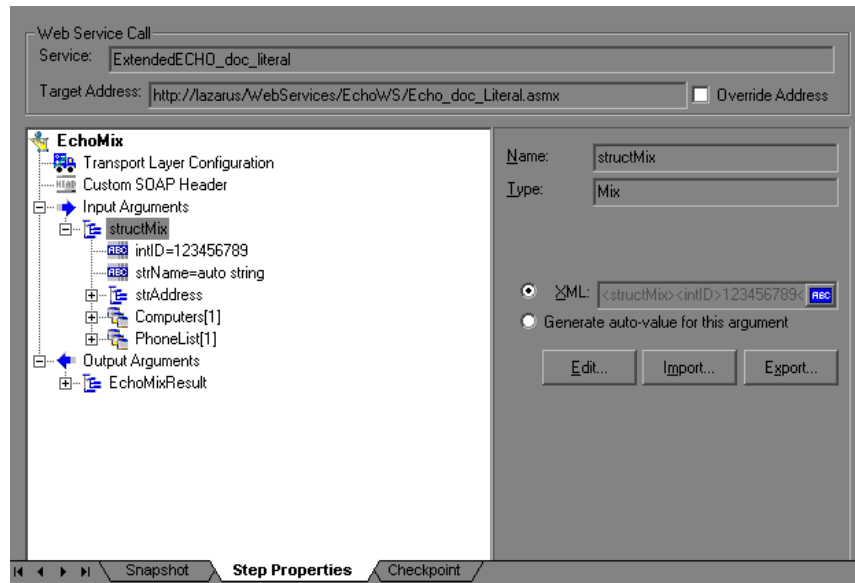 Web Service Call
Service: ExtendedECHO_doc_literal
Target Address: http://lazarus/WebServices/EchoWS/Echo_doc_Literal.asmx Override Address
EchoMix
Transport Layer Configuration
HEAD Custom SOAP Header
Input Arguments
structMix
ABC intID=123456789
ABC strName=auto string
strAddress
Computers[1]
PhoneList[1]
Output Arguments
EchoMixResult
Name: structMix
Type: Mix
XML: <structMix><intID>123456789< ABC
Generate auto-value for this argument
Edit... Import... Export...
Snapshot Step Properties Checkpoint